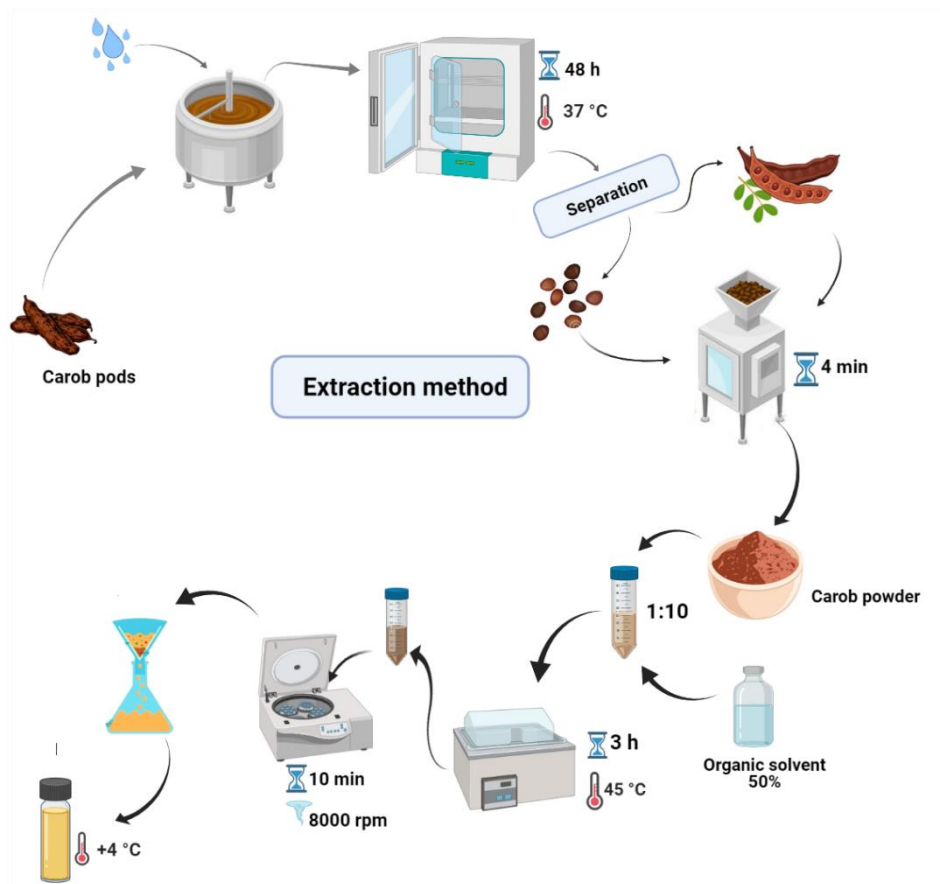 48 h
37 °C
Separation
Carob pods
4 min
Extraction method
Carob powder
1:10
Organic solvent
50%
3 h
45 °C
10 min
8000 rpm
+4 °C